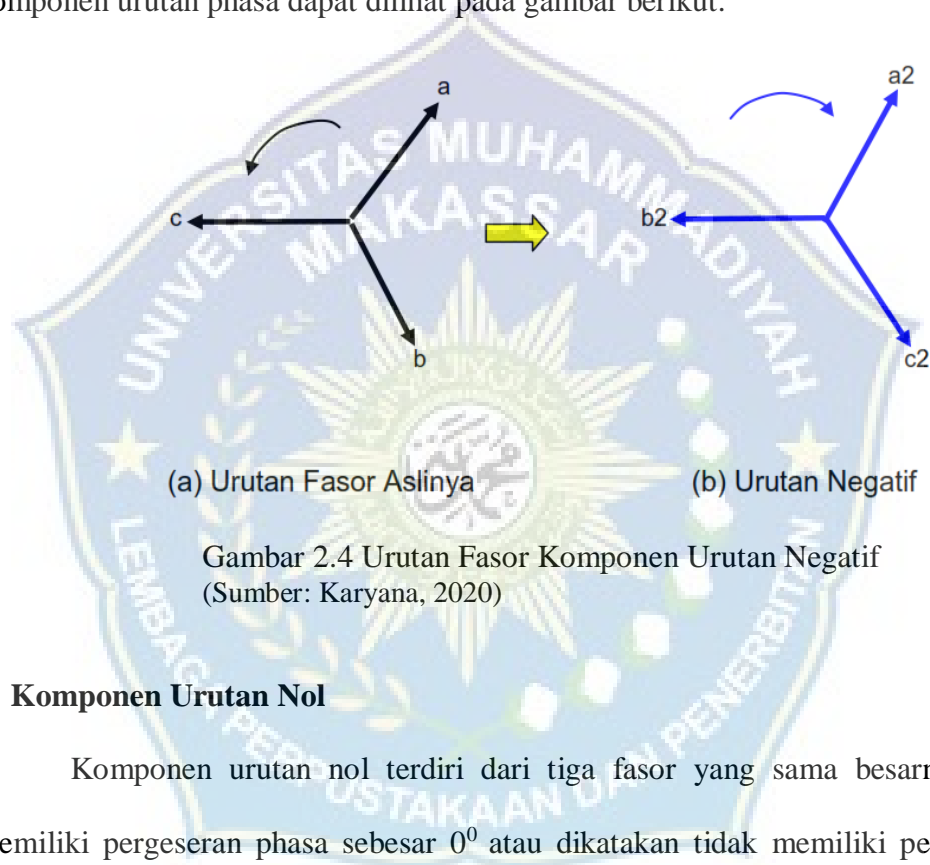 omponen urutan phasa dapat dilihat pada gambar berikut:
a
c
b
a2
b2
c2
UNIVERSITAS MUHAMMADIYAH
MAKASSAR
LEMBAGA PERPUSTAKAAN DAN PENERBITAN
(a) Urutan Fasor Aslinya
(b) Urutan Negatif
Gambar 2.4 Urutan Fasor Komponen Urutan Negatif
(Sumber: Karyana, 2020)
Komponen Urutan Nol
Komponen urutan nol terdiri dari tiga fasor yang sama besarn
emiliki pergeseran phasa sebesar 0⁰ atau dikatakan tidak memiliki pe